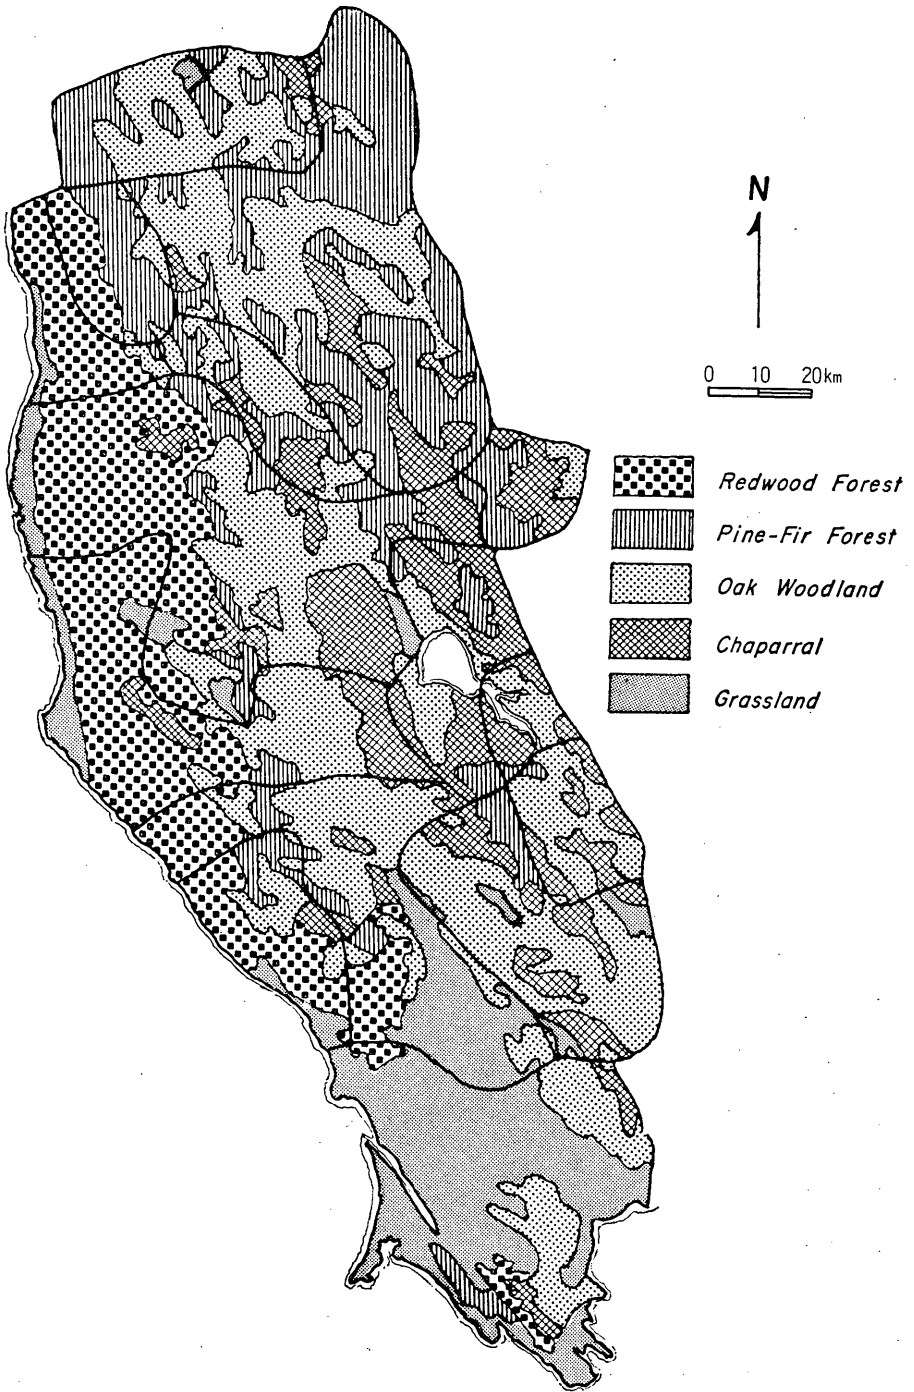 N
0 10 20km
Redwood Forest
Pine-Fir Forest
Oak Woodland
Chaparral
Grassland